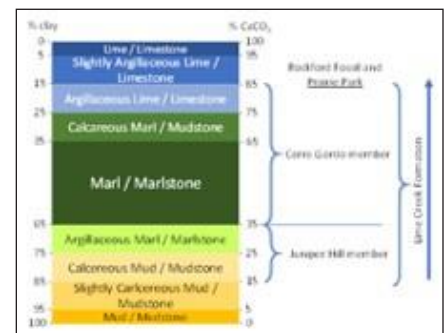 % clay
% CaCO₃
0
100
Lime / Limestone
5
95
Slightly Argillaceous Lime /
Limestone
15
85
Argillaceous Lime / Limestone
25
75
Calcareous Marl / Mudstone
35
65
Marl / Marlstone
65
35
Argillaceous Marl / Marlstone
75
25
Calcereous Mud / Mudstone
85
15
Slightly Carlcereous Mud /
Mudstone
95
5
Mud / Mudstone
100
0
Rockford Fossil and
Prairie Park
Cerro Gordo member
Juniper Hill member
Lime Creek Formation